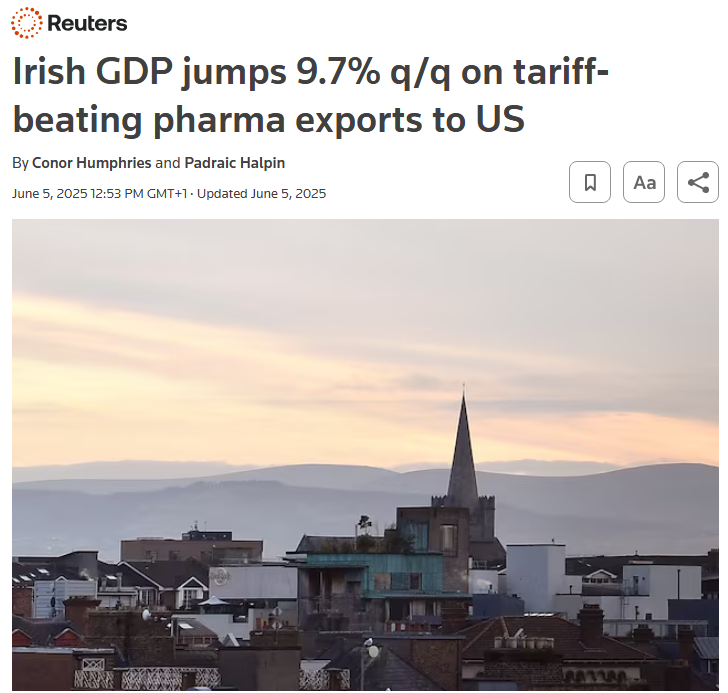 Reuters
Irish GDP jumps 9.7% q/q on tariff-
beating pharma exports to US
By Conor Humphries and Padraic Halpin
June 5, 2025 12:53 PM GMT+1 · Updated June 5, 2025
Aa